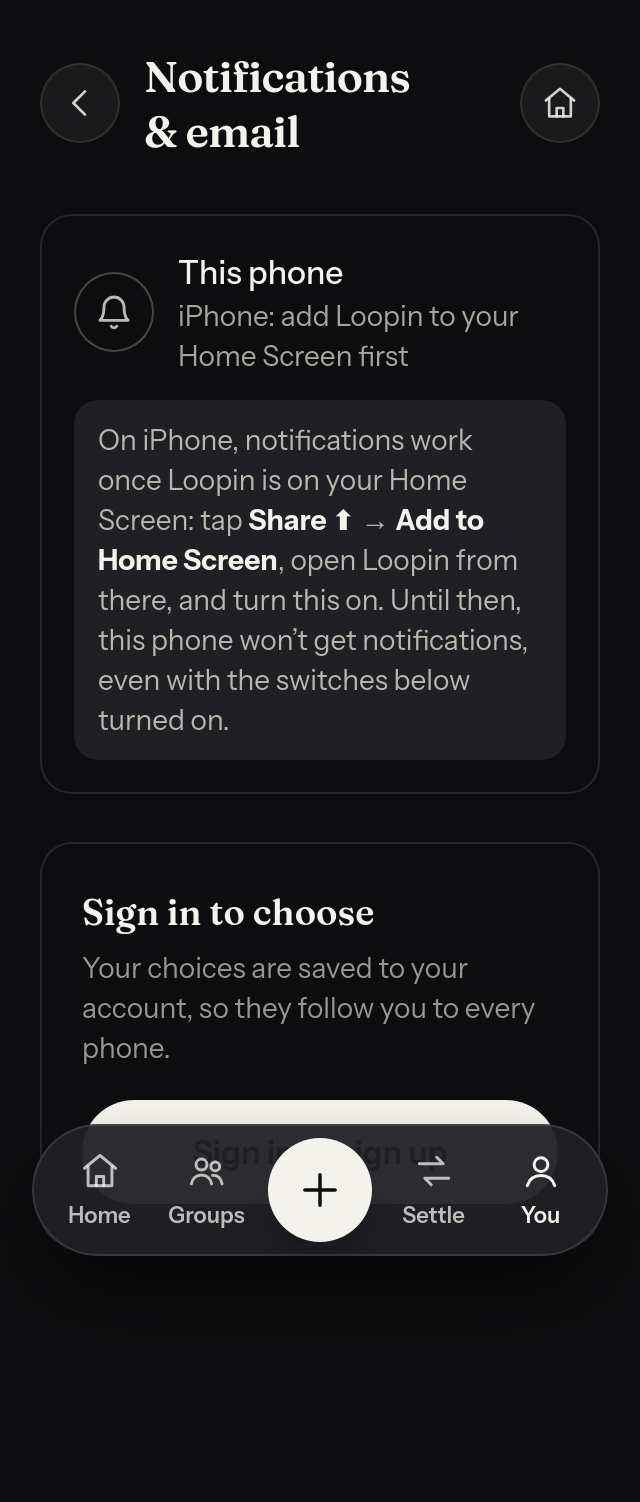 Notifications
& email
This phone
iPhone: add Loopin to your
Home Screen first
On iPhone, notifications work
once Loopin is on your Home
Screen: tap Share ⬆ → Add to
Home Screen, open Loopin from
there, and turn this on. Until then,
this phone won’t get notifications,
even with the switches below
turned on.
Sign in to choose
Your choices are saved to your
account, so they follow you to every
phone.
Sign in up
Home Groups Settle You